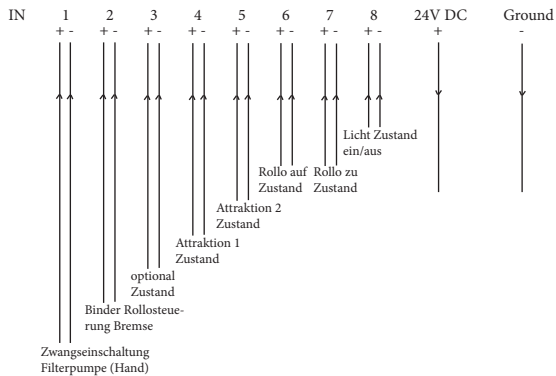 IN 1 2 3 4 5 6 7 8 24V DC Ground
+ - + - + - + - + - + - + - + - + -
Licht Zustand
ein/aus
Rollo auf
Zustand
Rollo zu
Zustand
Attraktion 2
Zustand
Attraktion 1
Zustand
optional
Zustand
Binder Rollosteue-
rung Bremse
Zwangseinschaltung
Filterpumpe (Hand)